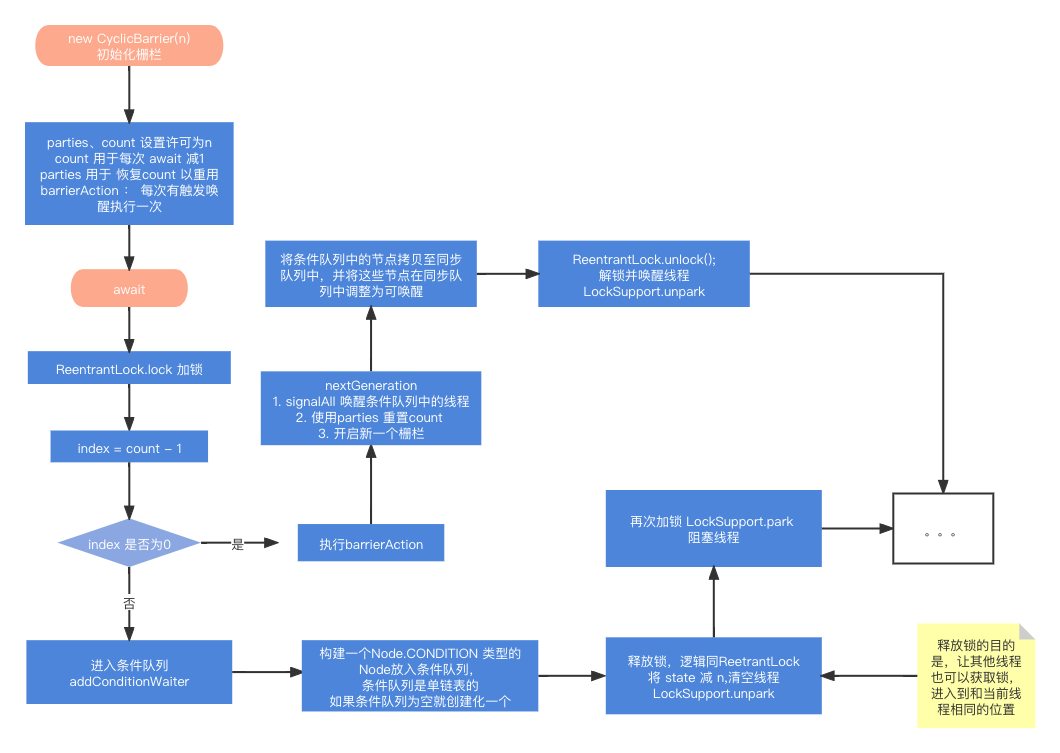 new CyclicBarrier(n)
初始化栅栏
parties、count 设置许可为n
count 用于每次 await 减1
parties 用于 恢复count 以重用
barrierAction ： 每次有触发唤
醒执行一次
await
ReentrantLock.lock 加锁
index = count - 1
index 是否为0
是
否
执行barrierAction
nextGeneration
1. signalAll 唤醒条件队列中的线程
2. 使用parties 重置count
3. 开启新一个栅栏
将条件队列中的节点拷贝至同步
队列中，并将这些节点在同步队
列中调整为可唤醒
ReentrantLock.unlock();
解锁并唤醒线程
LockSupport.unpark
进入条件队列
addConditionWaiter
构建一个Node.CONDITION 类型的
Node放入条件队列，
条件队列是单链表的
如果条件队列为空就创建化一个
释放锁，逻辑同ReetrantLock
将 state 减 n,清空线程
LockSupport.unpark
再次加锁 LockSupport.park
阻塞线程
。。。
释放锁的目的
是，让其他线程
也可以获取锁，
进入到和当前线
程相同的位置